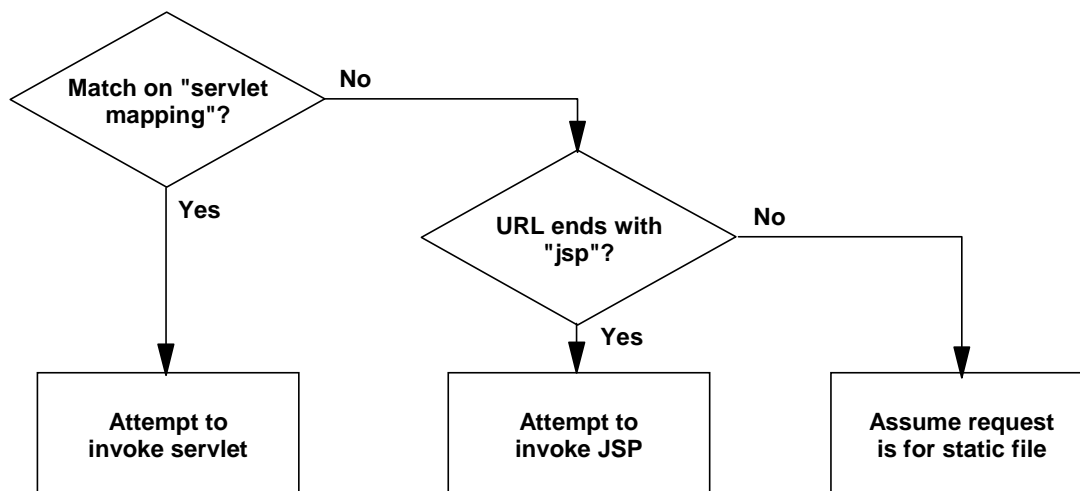 Match on "servlet
mapping"?
No
Yes
URL ends with
"jsp"?
No
Yes
Attempt to
invoke servlet
Attempt to
invoke JSP
Assume request
is for static file